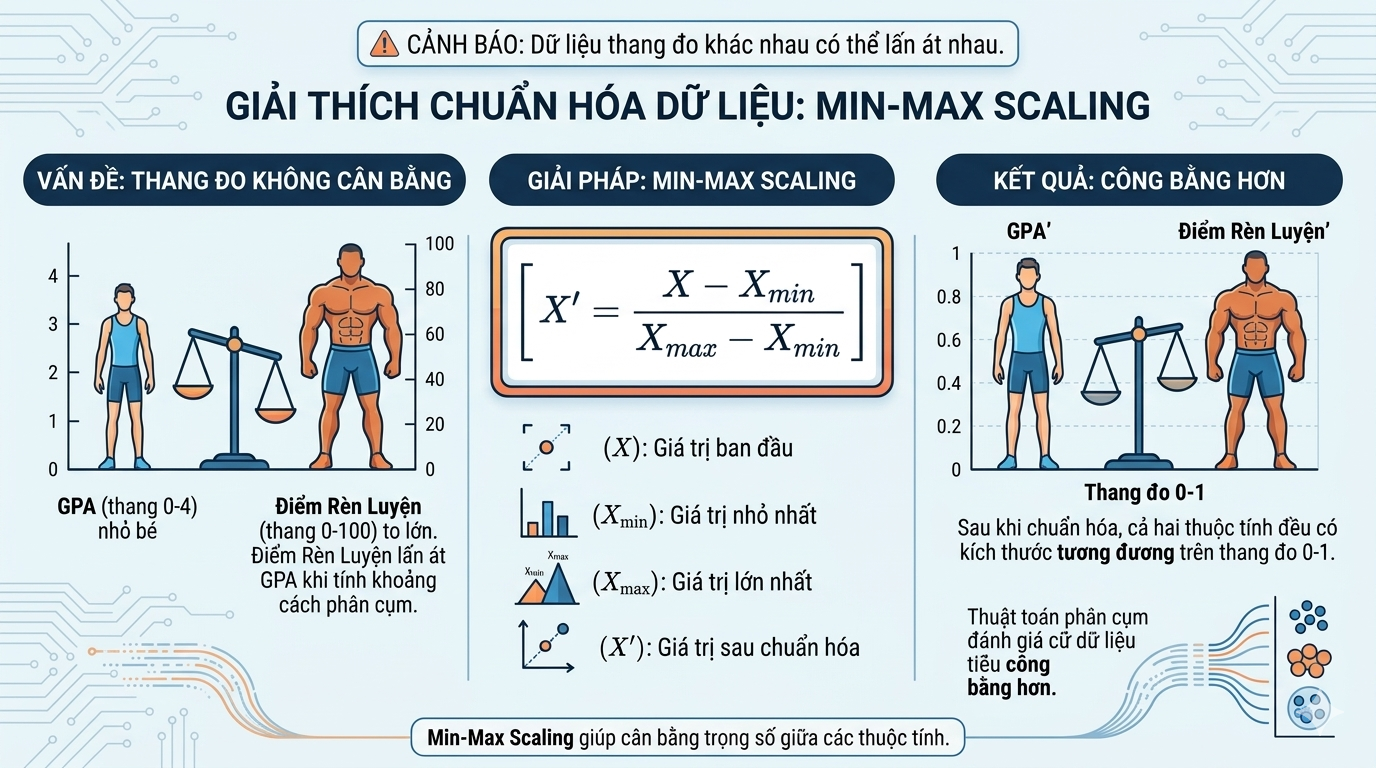 CẢNH BÁO: Dữ liệu thang đo khác nhau có thể lấn át nhau.
GIẢI THÍCH CHUẨN HÓA DỮ LIỆU: MIN-MAX SCALING
VẤN ĐỀ: THANG ĐO KHÔNG CÂN BẰNG
4
3
2
1
0
100
80
60
40
20
0
GPA (thang 0-4)
nhỏ bé
Điểm Rèn Luyện
(thang 0-100) to lớn.
Điểm Rèn Luyện lấn át
GPA khi tính khoảng
cách phân cụm.
GIẢI PHÁP: MIN-MAX SCALING
[X′ = (X − Xmin) / (Xmax − Xmin)]
(X): Giá trị ban đầu
(Xmin): Giá trị nhỏ nhất
Xmin
Xmax
(Xmax): Giá trị lớn nhất
(X′): Giá trị sau chuẩn hóa
KẾT QUẢ: CÔNG BẰNG HƠN
GPA’
Điểm Rèn Luyện’
1
0.8
0.6
0.4
0.2
0
Thang đo 0-1
Sau khi chuẩn hóa, cả hai thuộc tính đều có
kích thước tương đương trên thang đo 0-1.
Thuật toán phân cụm
đánh giá cữ dữ liệu
tiểu công
bằng hơn.
Min-Max Scaling giúp cân bằng trọng số giữa các thuộc tính.